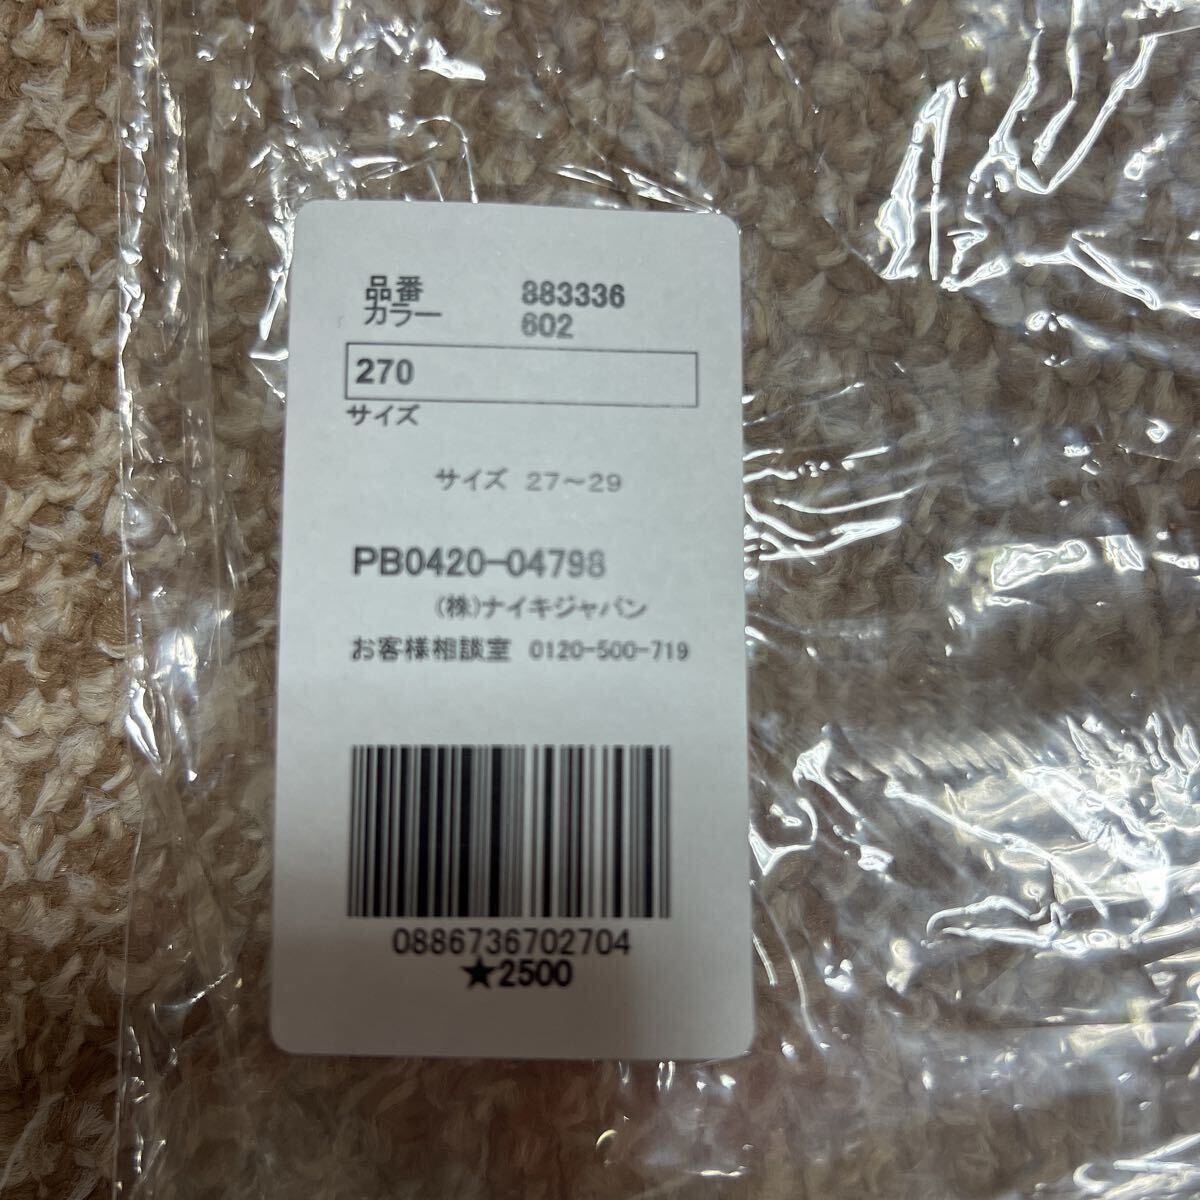 品番 883336
カラー 602
270
サイズ
サイズ 27～29
PB0420-04798
(株)ナイキジャパン
お客様相談室 0120-500-719
0886736702704
★2500